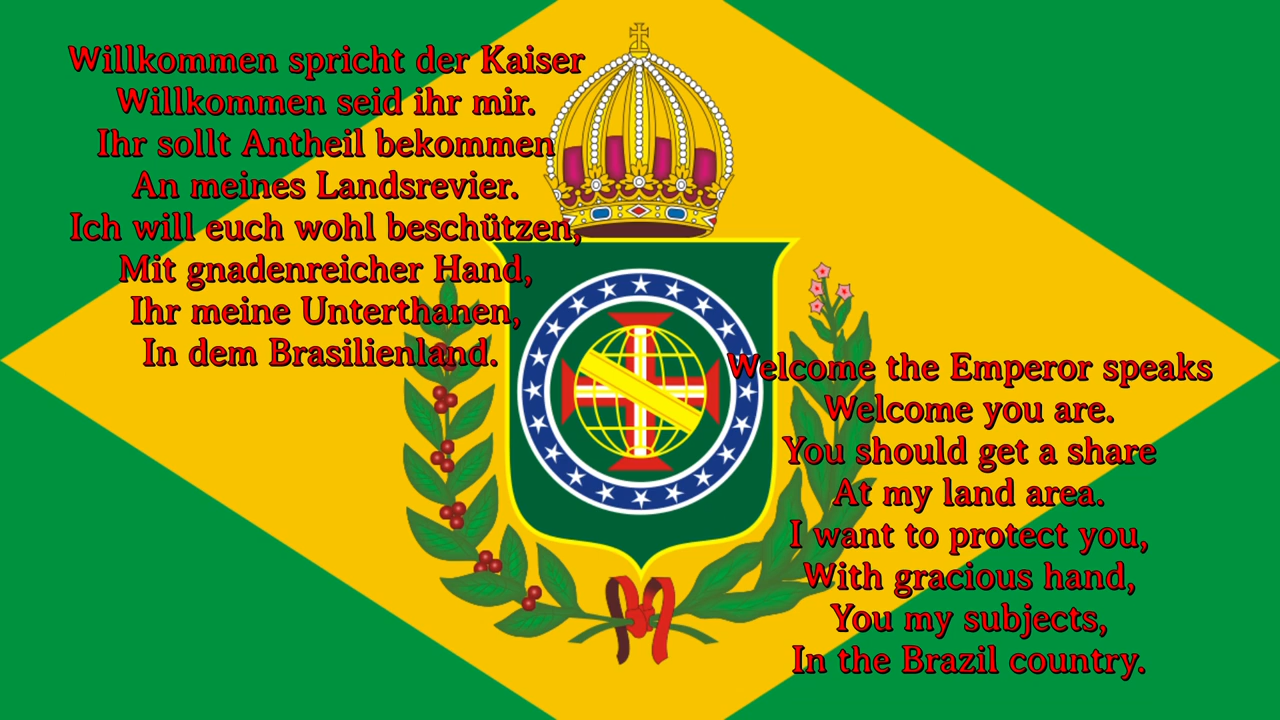 Willkommen spricht der Kaiser
Willkommen seid ihr mir.
Ihr sollt Antheil bekommen
An meines Landsrevier.
Ich will euch wohl beschützen,
Mit gnadenreicher Hand,
Ihr meine Unterthanen,
In dem Brasilienland.
Welcome the Emperor speaks
Welcome you are.
You should get a share
At my land area.
I want to protect you,
With gracious hand,
You my subjects,
In the Brazil country.